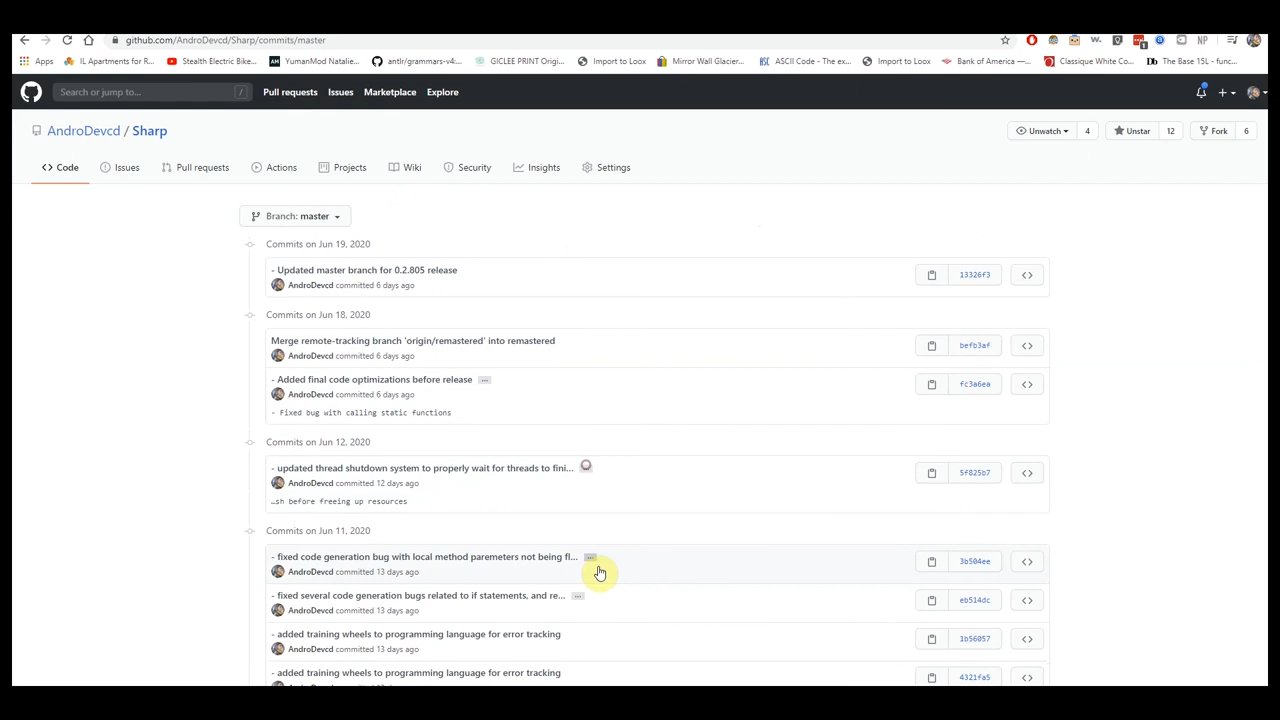 github.com/AndroDevcd/Sharp/commits/master
Apps IL Apartments for R... Stealth Electric Bike... YumanMod Natalie... antlr/grammars-v4:... GICLEE PRINT Origi... Import to Loox Mirror Wall Glacier... ASCII Code - The ex... Import to Loox Bank of America —... Classique White Co... The Base 15L - func...
Search or jump to... / Pull requests Issues Marketplace Explore
AndroDevcd / Sharp Unwatch 4 Unstar 12 Fork 6
Code Issues Pull requests Actions Projects Wiki Security Insights Settings
Branch: master
Commits on Jun 19, 2020
- Updated master branch for 0.2.805 release
AndroDevcd committed 6 days ago
13326f3
Commits on Jun 18, 2020
Merge remote-tracking branch 'origin/remastered' into remastered
AndroDevcd committed 6 days ago
befb3af
- Added final code optimizations before release ...
AndroDevcd committed 6 days ago
fc3a6ea
- Fixed bug with calling static functions
Commits on Jun 12, 2020
- updated thread shutdown system to properly wait for threads to fini...
AndroDevcd committed 12 days ago
5f825b7
…sh before freeing up resources
Commits on Jun 11, 2020
- fixed code generation bug with local method paremeters not being fl... ...
AndroDevcd committed 13 days ago
3b504ee
- fixed several code generation bugs related to if statements, and re... ...
AndroDevcd committed 13 days ago
eb514dc
- added training wheels to programming language for error tracking
AndroDevcd committed 13 days ago
1b56057
- added training wheels to programming language for error tracking
4321fa5